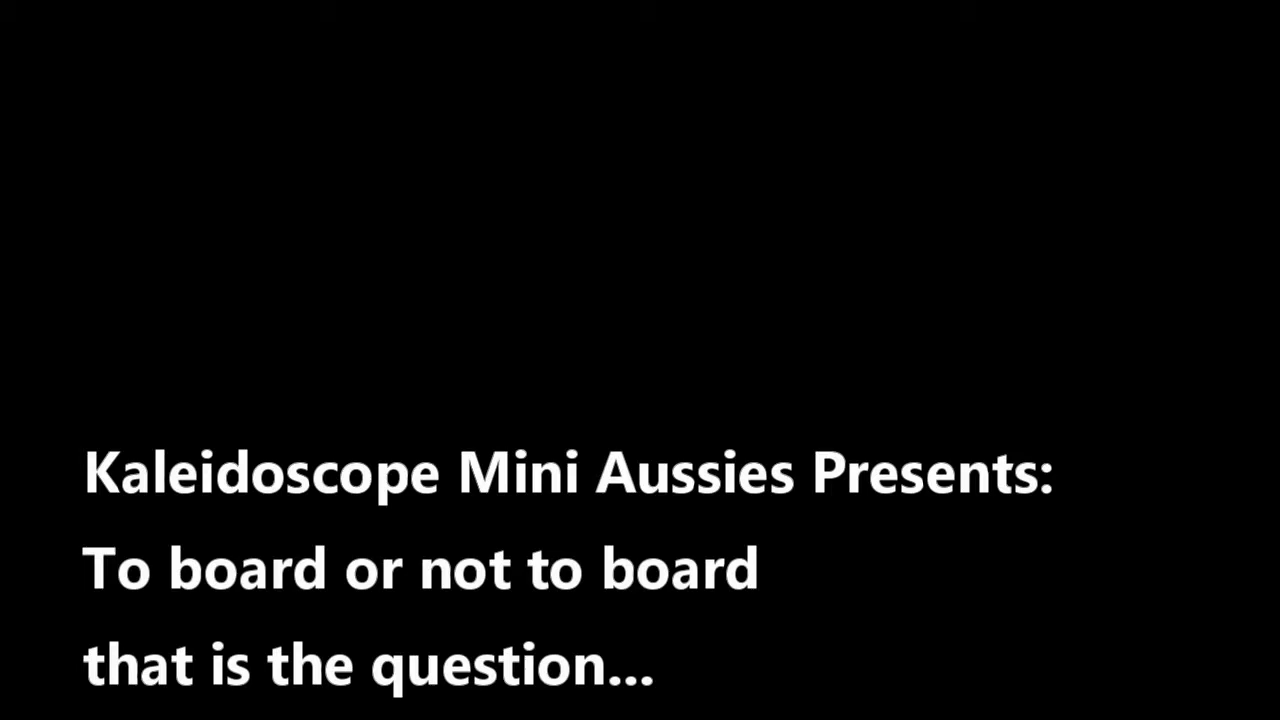 Kaleidoscope Mini Aussies Presents:
To board or not to board
that is the question...